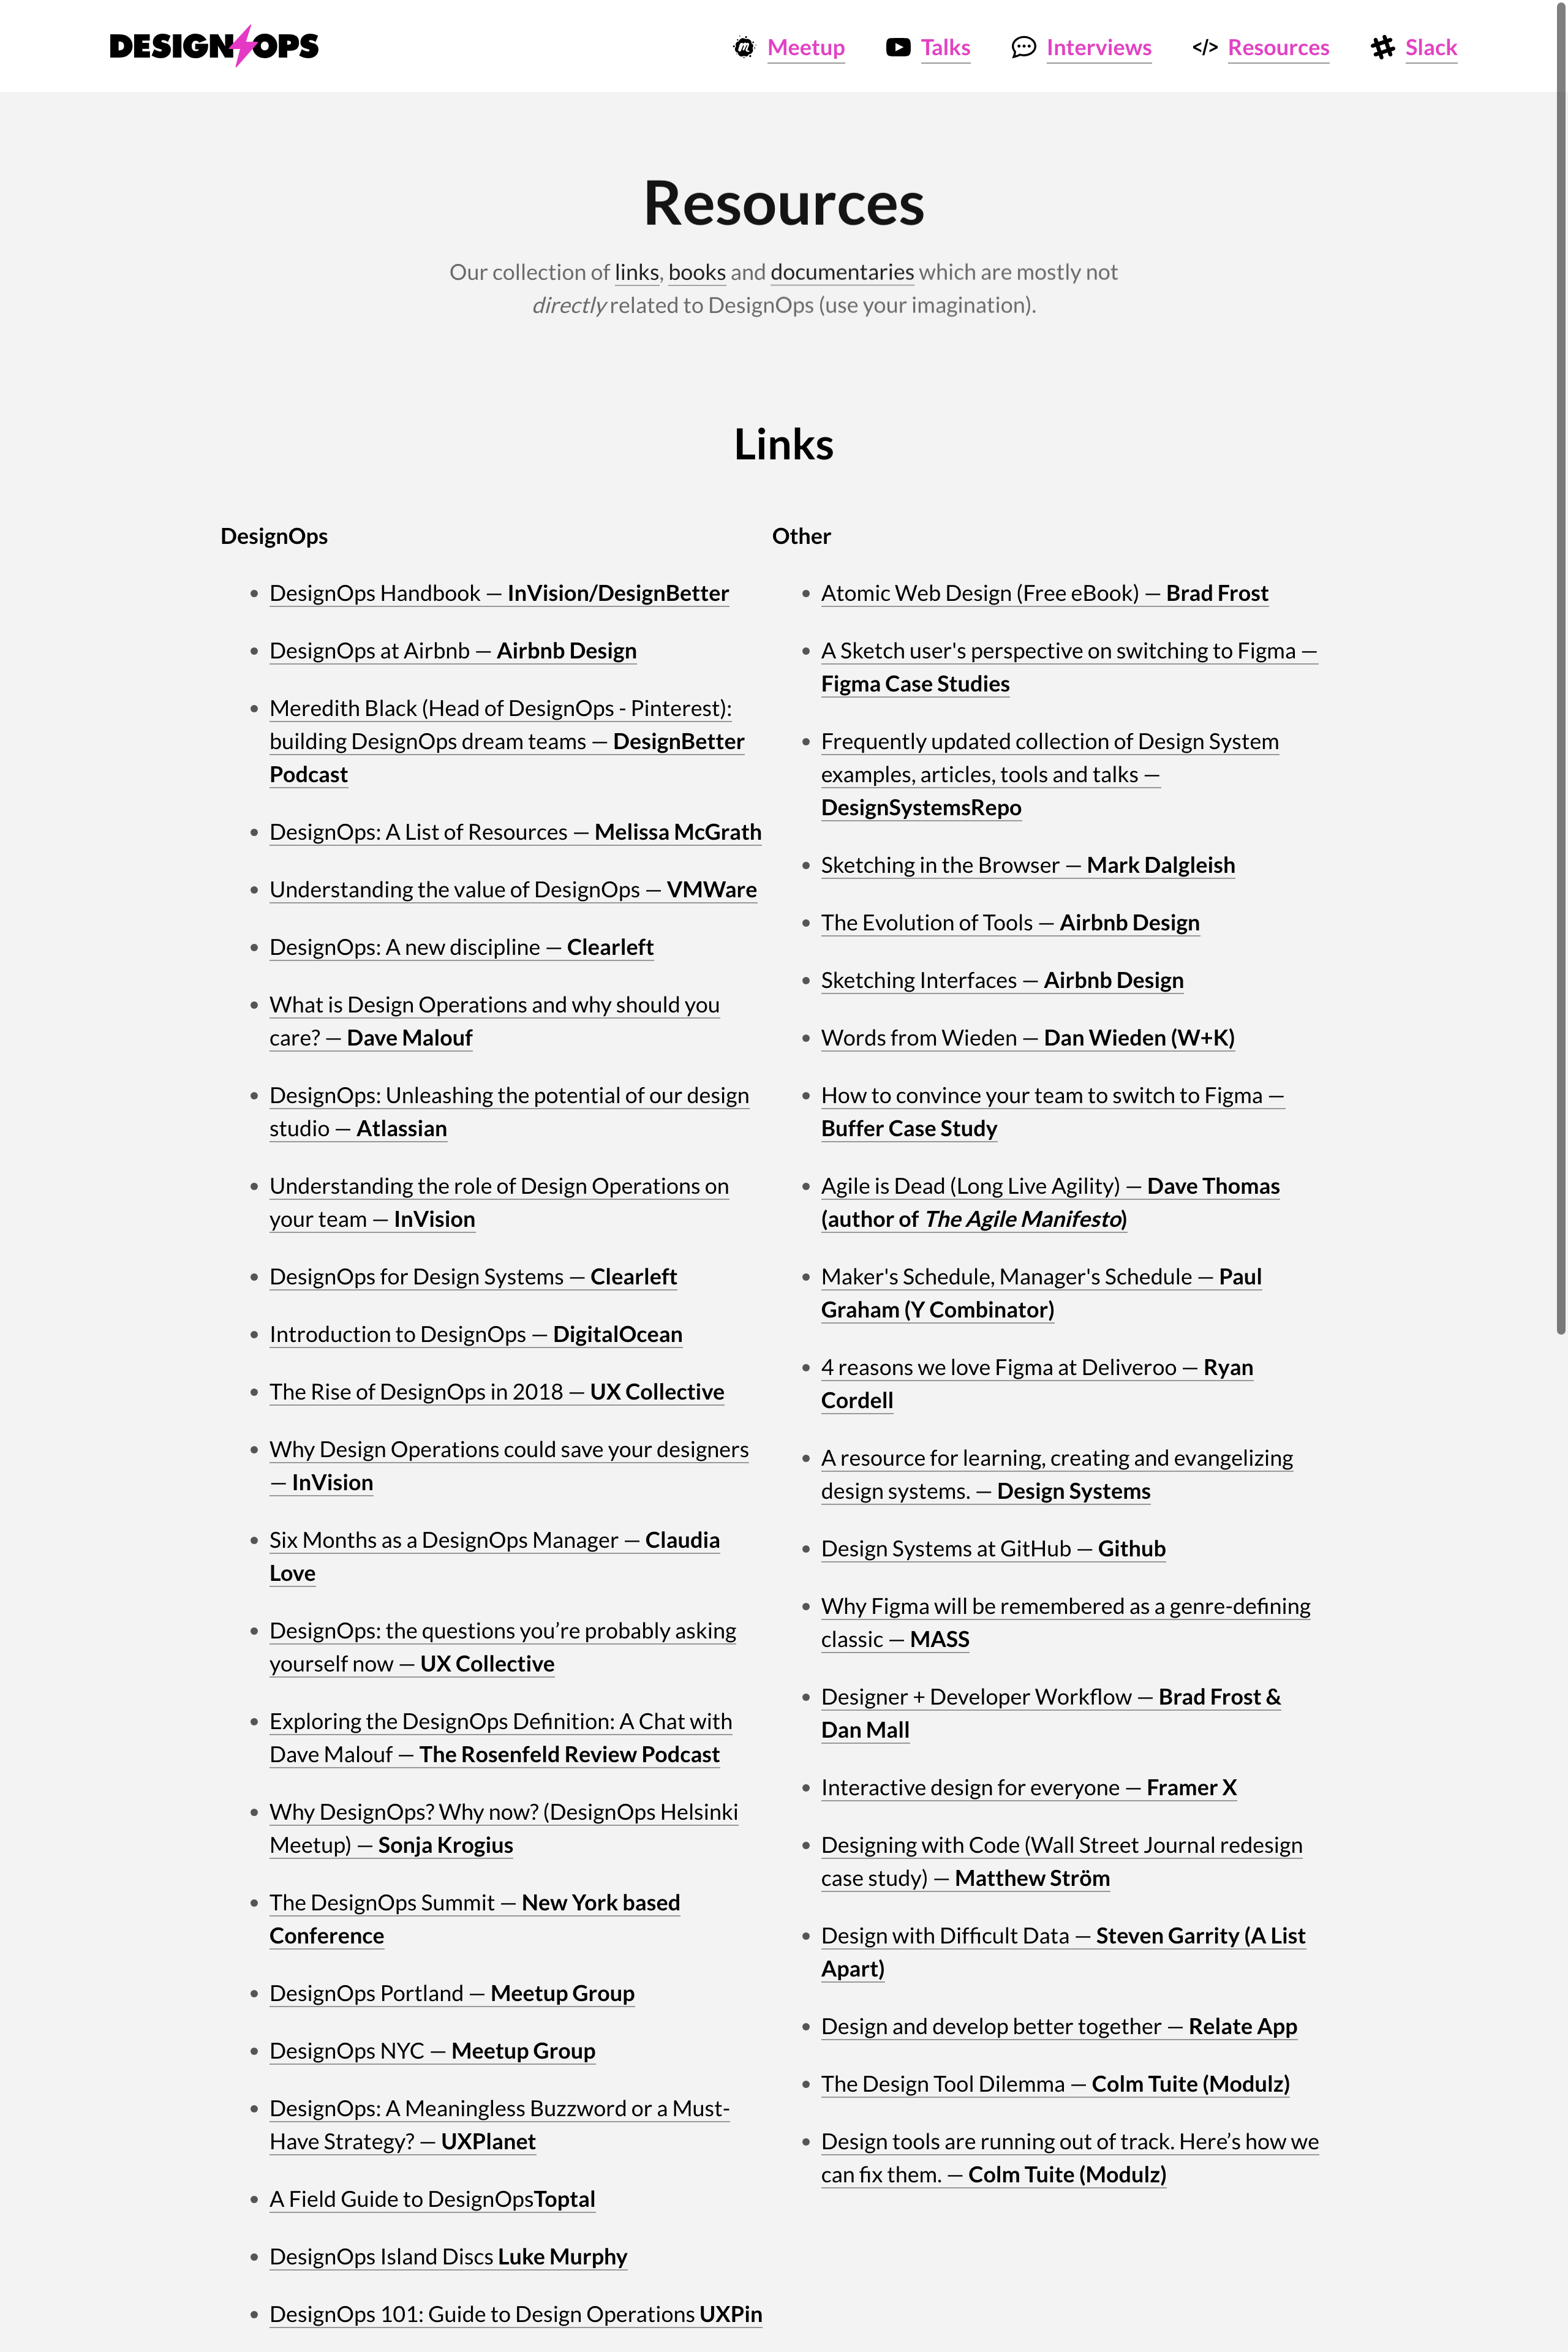 DESIGN OPS
Meetup
Talks
Interviews
Resources
Slack
Resources
Our collection of links, books and documentaries which are mostly not
directly related to DesignOps (use your imagination).
Links
DesignOps
DesignOps Handbook — InVision/DesignBetter
DesignOps at Airbnb — Airbnb Design
Meredith Black (Head of DesignOps - Pinterest):
building DesignOps dream teams — DesignBetter
Podcast
DesignOps: A List of Resources — Melissa McGrath
Understanding the value of DesignOps — VMWare
DesignOps: A new discipline — Clearleft
What is Design Operations and why should you
care? — Dave Malouf
DesignOps: Unleashing the potential of our design
studio — Atlassian
Understanding the role of Design Operations on
your team — InVision
DesignOps for Design Systems — Clearleft
Introduction to DesignOps — DigitalOcean
The Rise of DesignOps in 2018 — UX Collective
Why Design Operations could save your designers
— InVision
Six Months as a DesignOps Manager — Claudia
Love
DesignOps: the questions you’re probably asking
yourself now — UX Collective
Exploring the DesignOps Definition: A Chat with
Dave Malouf — The Rosenfeld Review Podcast
Why DesignOps? Why now? (DesignOps Helsinki
Meetup) — Sonja Krogius
The DesignOps Summit — New York based
Conference
DesignOps Portland — Meetup Group
DesignOps NYC — Meetup Group
DesignOps: A Meaningless Buzzword or a Must-
Have Strategy? — UXPlanet
A Field Guide to DesignOpsToptal
DesignOps Island Discs Luke Murphy
DesignOps 101: Guide to Design Operations UXPin
Other
Atomic Web Design (Free eBook) — Brad Frost
A Sketch user's perspective on switching to Figma —
Figma Case Studies
Frequently updated collection of Design System
examples, articles, tools and talks —
DesignSystemsRepo
Sketching in the Browser — Mark Dalgleish
The Evolution of Tools — Airbnb Design
Sketching Interfaces — Airbnb Design
Words from Wieden — Dan Wieden (W+K)
How to convince your team to switch to Figma —
Buffer Case Study
Agile is Dead (Long Live Agility) — Dave Thomas
(author of The Agile Manifesto)
Maker's Schedule, Manager's Schedule — Paul
Graham (Y Combinator)
4 reasons we love Figma at Deliveroo — Ryan
Cordell
A resource for learning, creating and evangelizing
design systems. — Design Systems
Design Systems at GitHub — Github
Why Figma will be remembered as a genre-defining
classic — MASS
Designer + Developer Workflow — Brad Frost &
Dan Mall
Interactive design for everyone — Framer X
Designing with Code (Wall Street Journal redesign
case study) — Matthew Ström
Design with Difficult Data — Steven Garrity (A List
Apart)
Design and develop better together — Relate App
The Design Tool Dilemma — Colm Tuite (Modulz)
Design tools are running out of track. Here’s how we
can fix them. — Colm Tuite (Modulz)